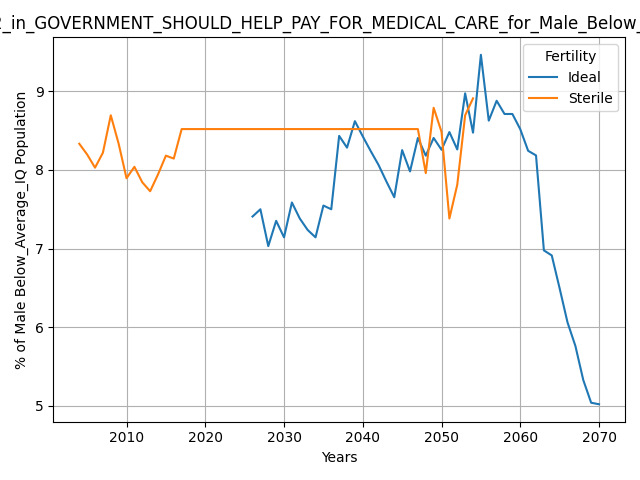 _in_GOVERNMENT_SHOULD_HELP_PAY_FOR_MEDICAL_CARE_for_Male_Below_
Fertility
Ideal
Sterile
% of Male Below_Average_IQ Population
9
8
7
6
5
2010 2020 2030 2040 2050 2060 2070
Years